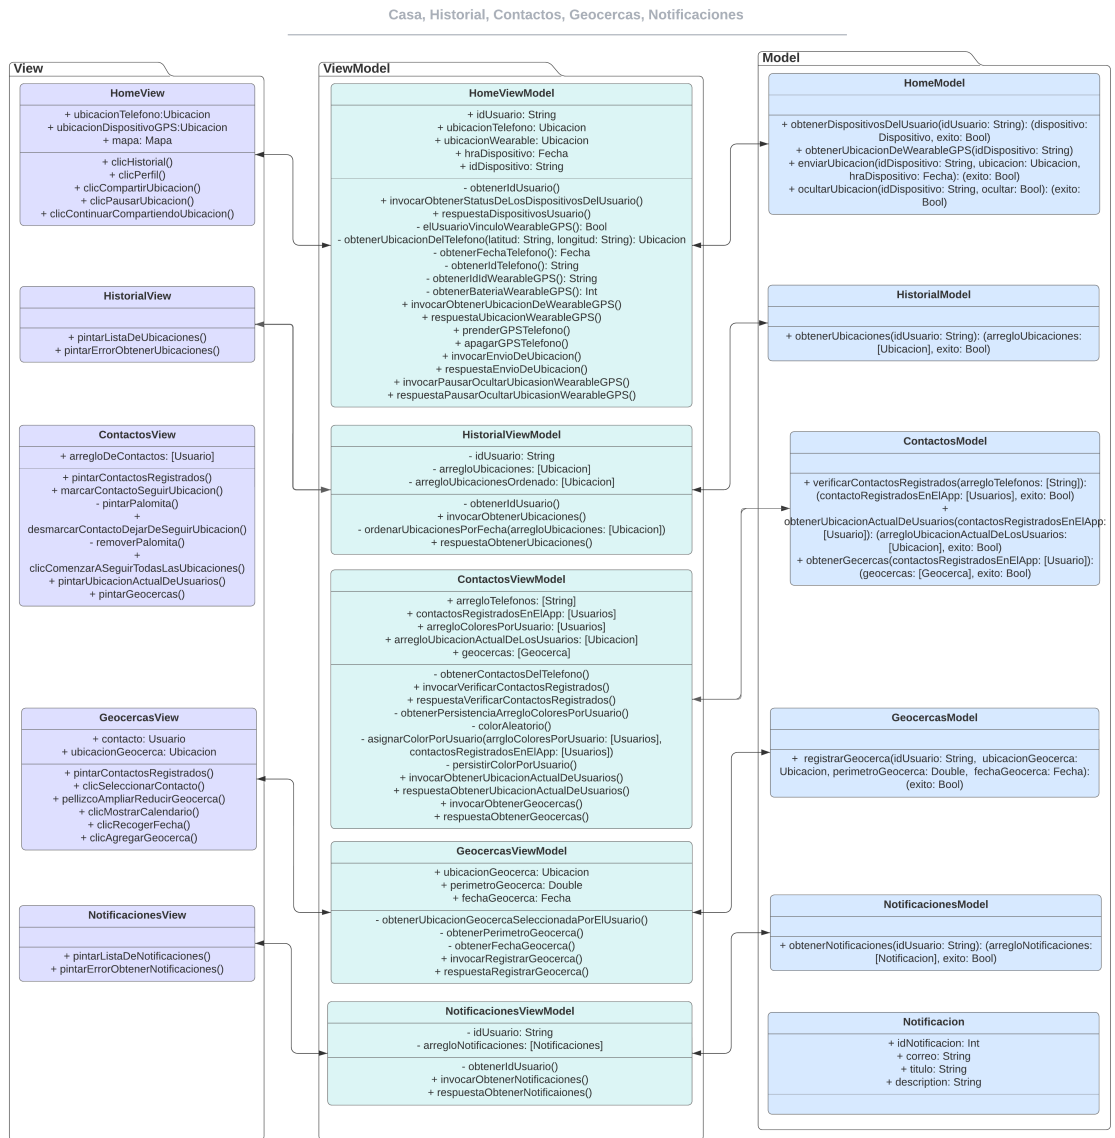 Casa, Historial, Contactos, Geocercas, Notificaciones
View
HomeView
+ ubicacionTelefono:Ubicacion
+ ubicacionDispositivoGPS:Ubicacion
+ mapa: Mapa
+ clicHistorial()
+ clicPerfil()
+ clicCompartirUbicacion()
+ clicPausarUbicacion()
+ clicContinuarCompartiendoUbicacion()
HistorialView
+ pintarListaDeUbicaciones()
+ pintarErrorObtenerUbicaciones()
ContactosView
+ arregloDeContactos: [Usuario]
+ pintarContactosRegistrados()
+ marcarContactoSeguirUbicacion()
- pintarPalomita()
+
desmarcarContactoDejarDeSeguirUbicacion()
- removerPalomita()
+
clicComenzarASeguirTodasLasUbicaciones()
+ pintarUbicacionActualDeUsuarios()
+ pintarGeocercas()
GeocercasView
+ contacto: Usuario
+ ubicacionGeocerca: Ubicacion
+ pintarContactosRegistrados()
+ clicSeleccionarContacto()
+ pellizcoAmpliarReducirGeocerca()
+ clicMostrarCalendario()
+ clicRecogerFecha()
+ clicAgregarGeocerca()
NotificacionesView
+ pintarListaDeNotificaciones()
+ pintarErrorObtenerNotificaciones()
ViewModel
HomeViewModel
+ idUsuario: String
+ ubicacionTelefono: Ubicacion
+ ubicacionWearable: Ubicacion
+ hraDispositivo: Fecha
+ idDispositivo: String
- obtenerIdUsuario()
+ invocarObtenerStatusDeLosDispositivosDelUsuario()
+ respuestaDispositivosUsuario()
- elUsuarioVinculoWearableGPS(): Bool
- obtenerUbicacionDelTelefono(latitud: String, longitud: String): Ubicacion
- obtenerFechaTelefono(): Fecha
- obtenerIdTelefono(): String
- obtenerIdIdWearableGPS(): String
- obtenerBateriaWearableGPS(): Int
+ invocarObtenerUbicacionDeWearableGPS()
+ respuestaUbicacionWearableGPS()
+ prenderGPSTelefono()
+ apagarGPSTelefono()
+ invocarEnvioDeUbicacion()
+ respuestaEnvioDeUbicacion()
+ invocarPausarOcultarUbicasionWearableGPS()
+ respuestaPausarOcultarUbicasionWearableGPS()
HistorialViewModel
- idUsuario: String
- arregloUbicaciones: [Ubicacion]
- arregloUbicacionesOrdenado: [Ubicacion]
- obtenerIdUsuario()
+ invocarObtenerUbicaciones()
- ordenarUbicacionesPorFecha(arregloUbicaciones: [Ubicacion])
+ respuestaObtenerUbicaciones()
ContactosViewModel
+ arregloTelefonos: [String]
+ contactosRegistradosEnElApp: [Usuarios]
+ arregloColoresPorUsuario: [Usuarios]
+ arregloUbicacionActualDeLosUsuarios: [Ubicacion]
+ geocercas: [Geocerca]
- obtenerContactosDelTelefono()
+ invocarVerificarContactosRegistrados()
+ respuestaVerificarContactosRegistrados()
- obtenerPersistenciaArregloColoresPorUsuario()
- colorAleatorio()
- asignarColorPorUsuario(arrgloColoresPorUsuario: [Usuarios],
contactosRegistradosEnElApp: [Usuarios])
- persistirColorPorUsuario()
+ invocarObtenerUbicacionActualDeUsuarios()
+ respuestaObtenerUbicacionActualDeUsuarios()
+ invocarObtenerGeocercas()
+ respuestaObtenerGeocercas()
GeocercasViewModel
+ ubicacionGeocerca: Ubicacion
+ perimetroGeocerca: Double
+ fechaGeocerca: Fecha
- obtenerUbicacionGeocercaSeleccionadaPorElUsuario()
- obtenerPerimetroGeocerca()
- obtenerFechaGeocerca()
+ invocarRegistrarGeocerca()
+ respuestaRegistrarGeocerca()
NotificacionesViewModel
- idUsuario: String
- arregloNotificaciones: [Notificaciones]
- obtenerIdUsuario()
+ invocarObtenerNotificaciones()
+ respuestaObtenerNotificaiones()
Model
HomeModel
+ obtenerDispositivosDelUsuario(idUsuario: String): (dispositivo:
Dispositivo, exito: Bool)
+ obtenerUbicacionDeWearableGPS(idDispositivo: String)
+ enviarUbicacion(idDispositivo: String, ubicacion: Ubicacion,
hraDispositivo: Fecha): (exito: Bool)
+ ocultarUbicacion(idDispositivo: String, ocultar: Bool): (exito:
Bool)
HistorialModel
+ obtenerUbicaciones(idUsuario: String): (arregloUbicaciones:
[Ubicacion], exito: Bool)
ContactosModel
+ verificarContactosRegistrados(arregloTelefonos: [String]):
(contactoRegistradosEnElApp: [Usuarios], exito: Bool)
+
obtenerUbicacionActualDeUsuarios(contactosRegistradosEnElApp:
[Usuario]): (arregloUbicacionActualDeLosUsuarios:
[Ubicacion], exito: Bool)
+ obtenerGecercas(contactosRegistradosEnElApp: [Usuario]):
(geocercas: [Geocerca], exito: Bool)
GeocercasModel
+ registrarGeocerca(idUsuario: String, ubicacionGeocerca:
Ubicacion, perimetroGeocerca: Double, fechaGeocerca: Fecha):
(exito: Bool)
NotificacionesModel
+ obtenerNotificaciones(idUsuario: String): (arregloNotificaciones:
[Notificacion], exito: Bool)
Notificacion
+ idNotificacion: Int
+ correo: String
+ titulo: String
+ description: String